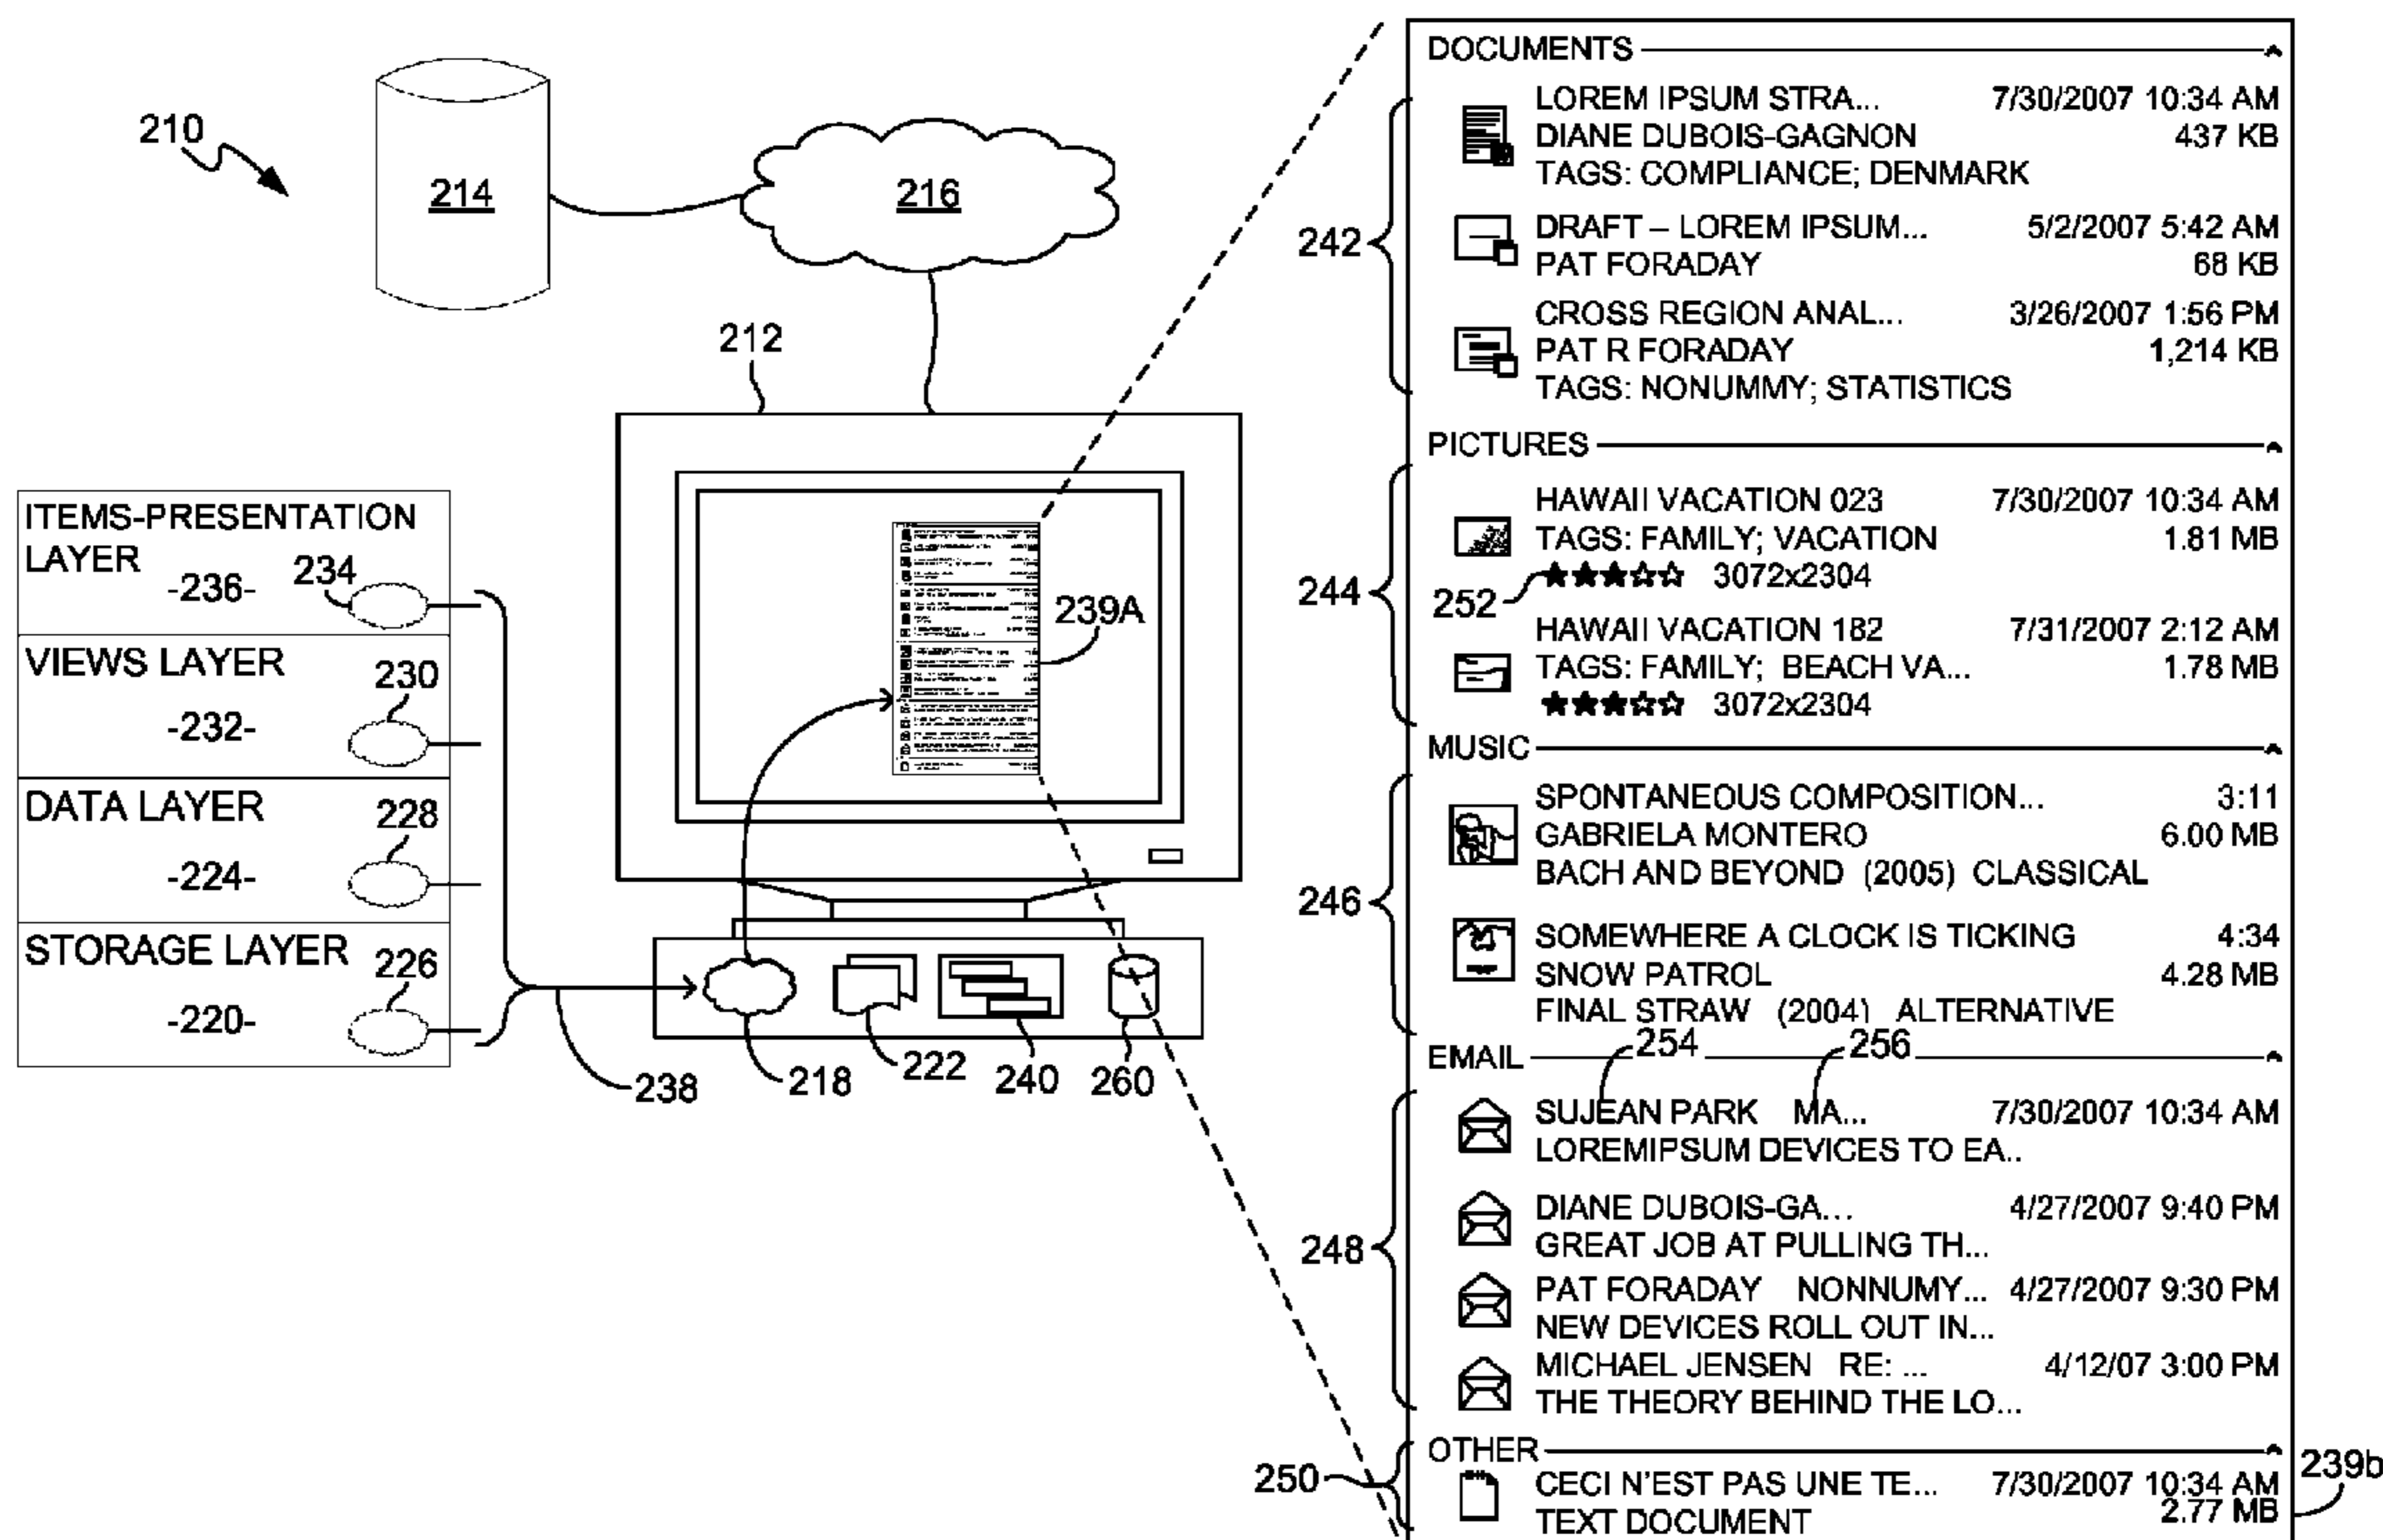 210
214
216
212
ITEMS-PRESENTATION
LAYER
-236-
234
VIEWS LAYER
-232-
230
DATA LAYER
-224-
228
STORAGE LAYER
-220-
226
238
239A
218
222
240
260
DOCUMENTS
242
LOREM IPSUM STRA... 7/30/2007 10:34 AM
DIANE DUBOIS-GAGNON 437 KB
TAGS: COMPLIANCE; DENMARK
DRAFT – LOREM IPSUM... 5/2/2007 5:42 AM
PAT FORADAY 68 KB
CROSS REGION ANAL... 3/26/2007 1:56 PM
PAT R FORADAY 1,214 KB
TAGS: NONUMMY; STATISTICS
PICTURES
244
HAWAII VACATION 023 7/30/2007 10:34 AM
TAGS: FAMILY; VACATION 1.81 MB
252
★★★☆☆ 3072x2304
HAWAII VACATION 182 7/31/2007 2:12 AM
TAGS: FAMILY; BEACH VA... 1.78 MB
★★★☆☆ 3072x2304
MUSIC
246
SPONTANEOUS COMPOSITION... 3:11
GABRIELA MONTERO 6.00 MB
BACH AND BEYOND (2005) CLASSICAL
SOMEWHERE A CLOCK IS TICKING 4:34
SNOW PATROL 4.28 MB
FINAL STRAW (2004) ALTERNATIVE
EMAIL 254 256
248
SUJEAN PARK MA... 7/30/2007 10:34 AM
LOREMIPSUM DEVICES TO EA..
DIANE DUBOIS-GA... 4/27/2007 9:40 PM
GREAT JOB AT PULLING TH...
PAT FORADAY NONNUMY... 4/27/2007 9:30 PM
NEW DEVICES ROLL OUT IN...
MICHAEL JENSEN RE: ... 4/12/07 3:00 PM
THE THEORY BEHIND THE LO...
OTHER
250
CECI N'EST PAS UNE TE... 7/30/2007 10:34 AM
TEXT DOCUMENT 2.77 MB
239b